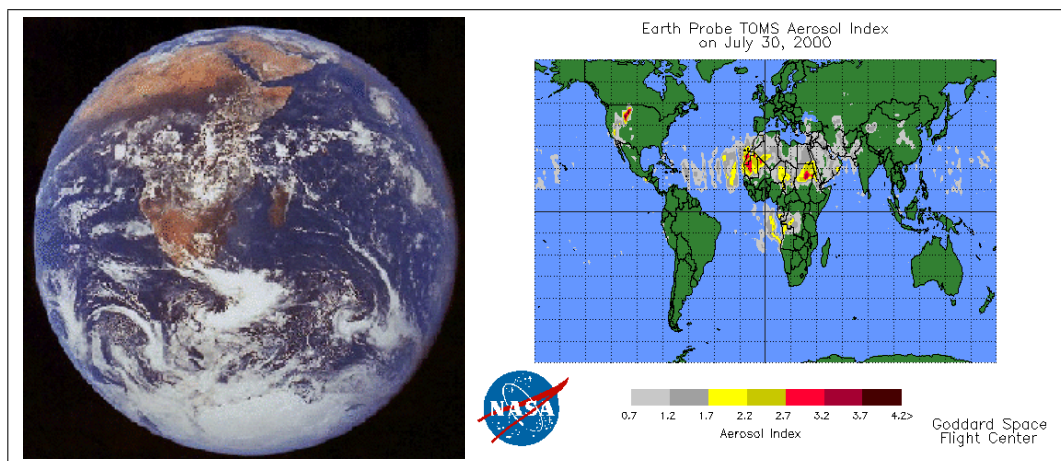 Earth Probe TOMS Aerosol Index
on July 30, 2000
NASA
0.7 1.2 1.7 2.2 2.7 3.2 3.7 4.2>
Aerosol Index
Goddard Space
Flight Center